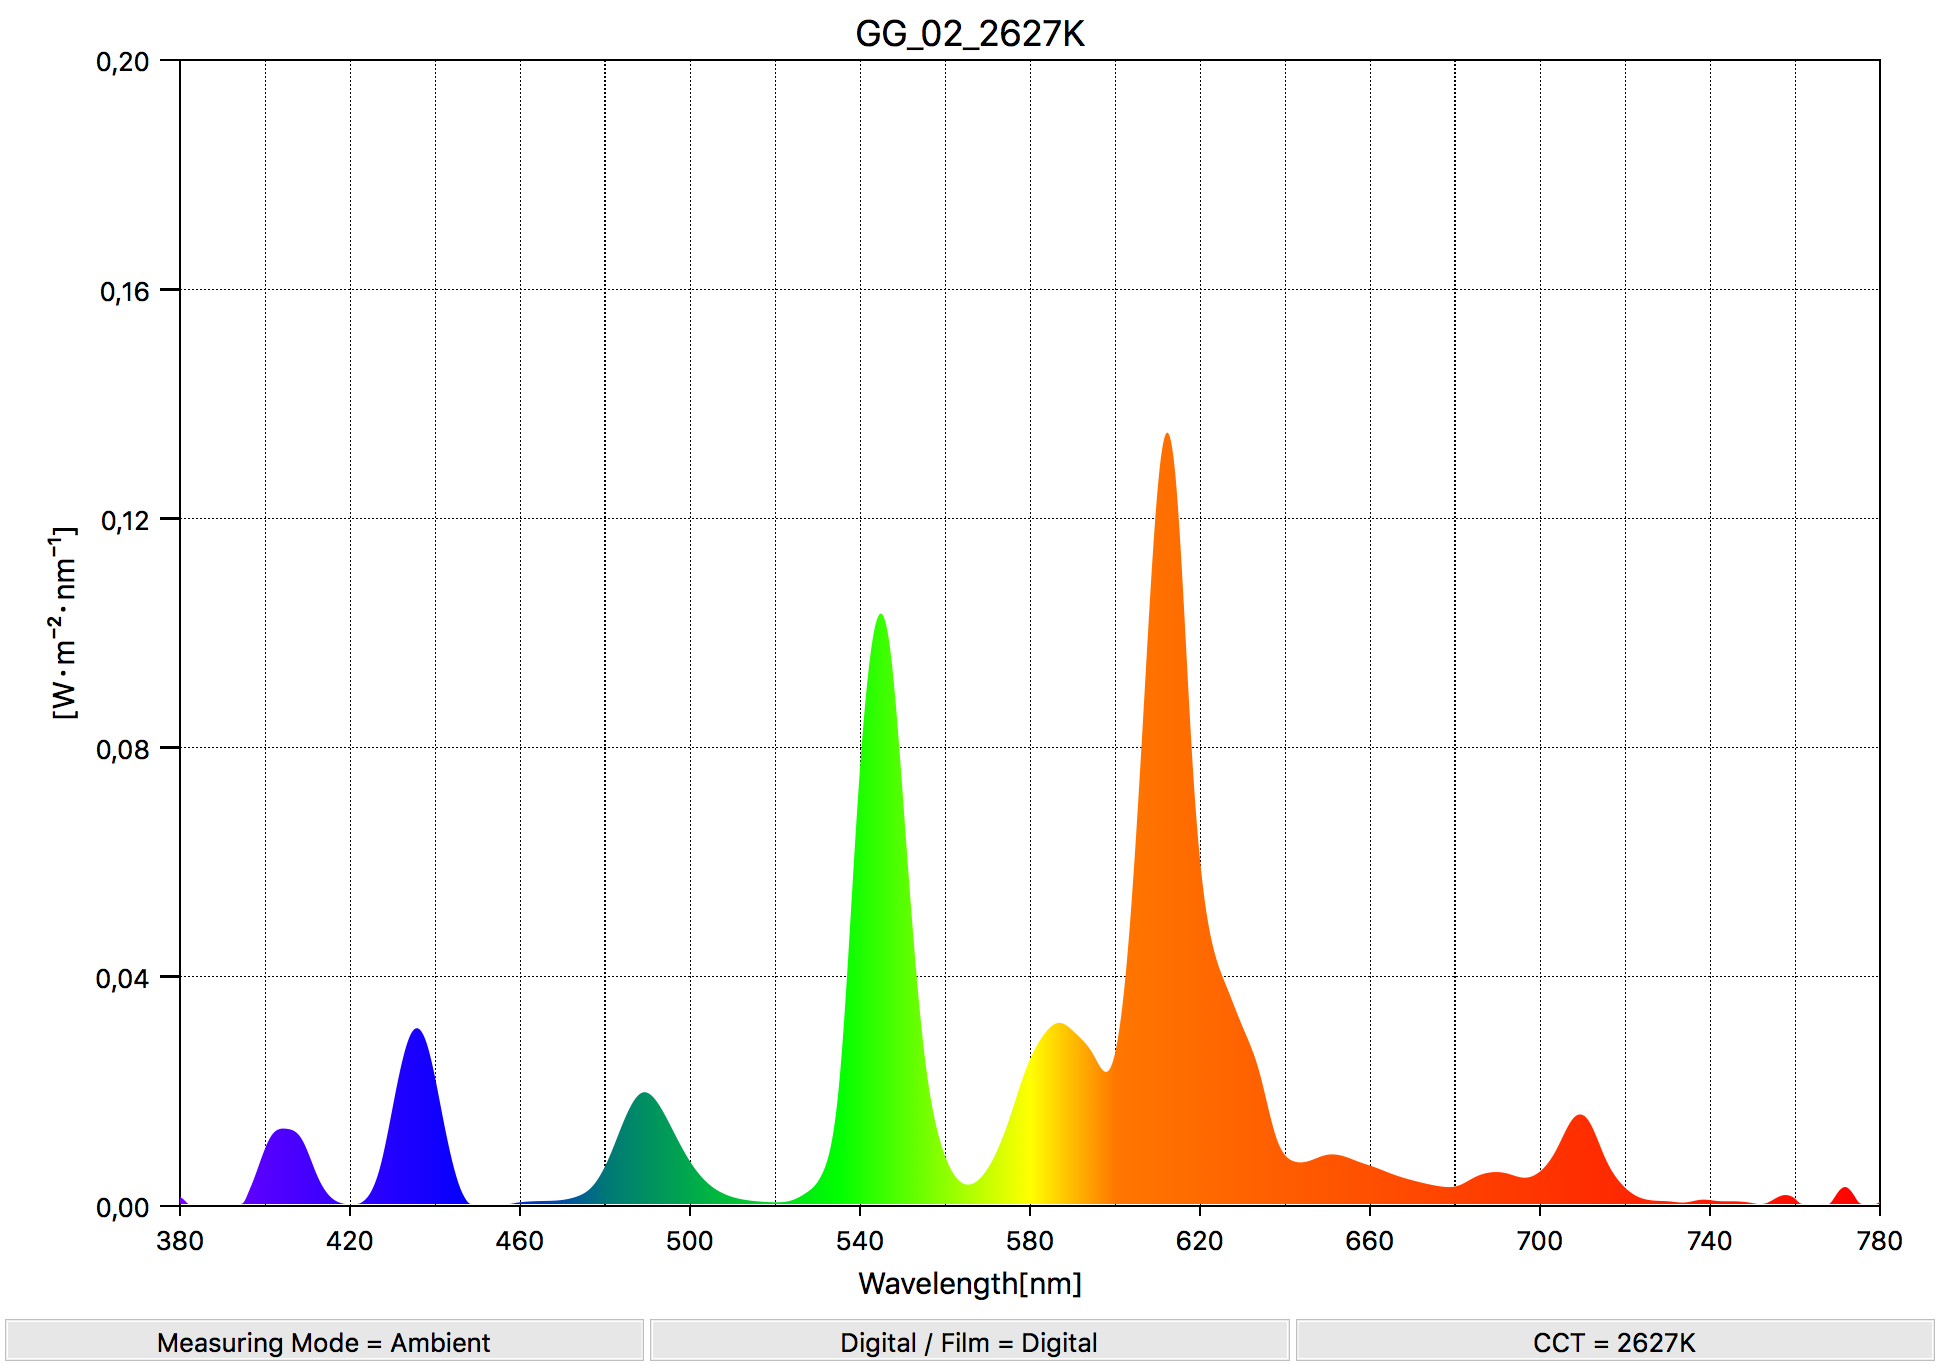 GG_02_2627K
0,20
0,16
0,12
0,08
0,04
0,00
[W·m⁻²·nm⁻¹]
380 420 460 500 540 580 620 660 700 740 780
Wavelength[nm]
Measuring Mode = Ambient
Digital / Film = Digital
CCT = 2627K